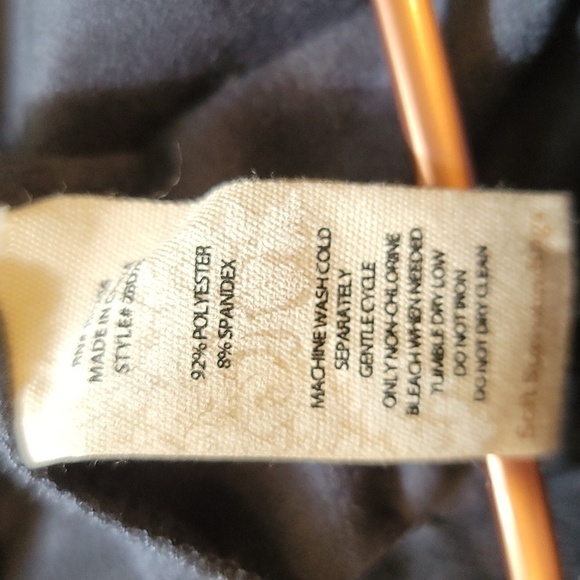 MADE IN
STYLE#
92% POLYESTER
8% SPANDEX
MACHINE WASH COLD
SEPARATELY
GENTLE CYCLE
ONLY NON-CHLORINE
BLEACH WHEN NEEDED
TUMBLE DRY LOW
DO NOT IRON
DO NOT DRY CLEAN